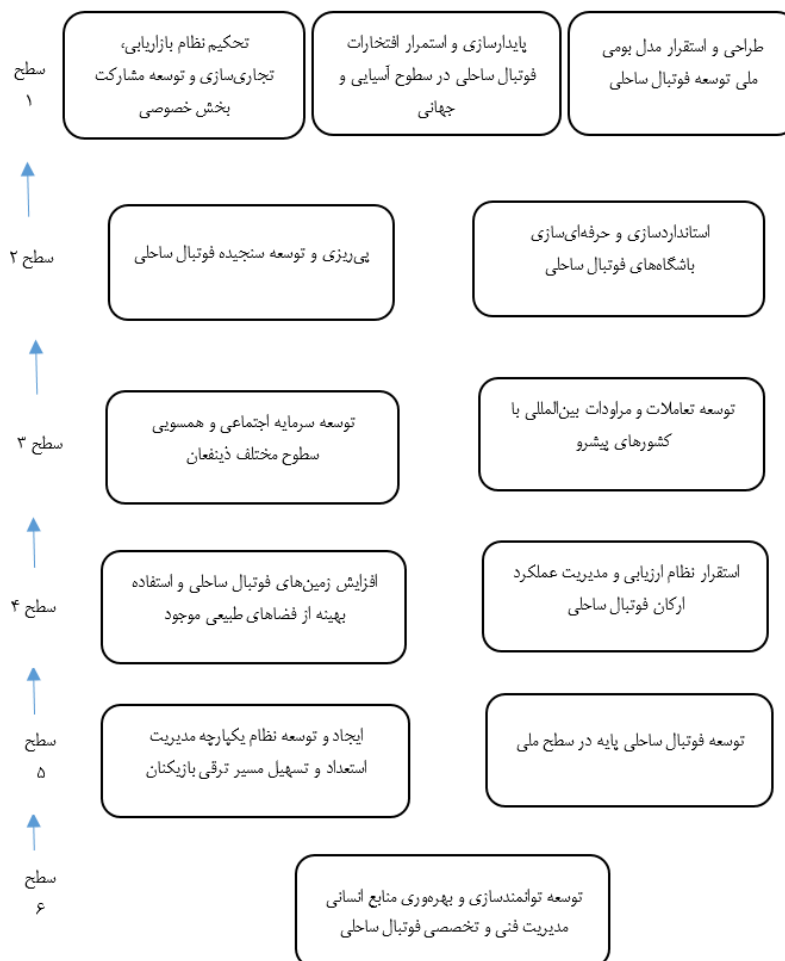 سطح
۱
طراحی و استقرار مدل بومی
ملی توسعه فوتبال ساحلی
پایدارسازی و استمرار افتخارات
فوتبال ساحلی در سطوح آسیایی و
جهانی
تحکیم نظام بازاریابی،
تجاری‌سازی و توسعه مشارکت
بخش خصوصی
سطح ۲
استانداردسازی و حرفه‌ای‌سازی
باشگاه‌های فوتبال ساحلی
پی‌ریزی و توسعه سنجیده فوتبال ساحلی
سطح ۳
توسعه تعاملات و مراودات بین‌المللی با
کشورهای پیشرو
توسعه سرمایه اجتماعی و همسویی
سطوح مختلف ذینفعان
سطح ۴
استقرار نظام ارزیابی و مدیریت عملکرد
ارکان فوتبال ساحلی
افزایش زمین‌های فوتبال ساحلی و استفاده
بهینه از فضاهای طبیعی موجود
سطح
۵
توسعه فوتبال ساحلی پایه در سطح ملی
ایجاد و توسعه نظام یکپارچه مدیریت
استعداد و تسهیل مسیر ترقی بازیکنان
سطح
۶
توسعه توانمندسازی و بهره‌وری منابع انسانی
مدیریت فنی و تخصصی فوتبال ساحلی